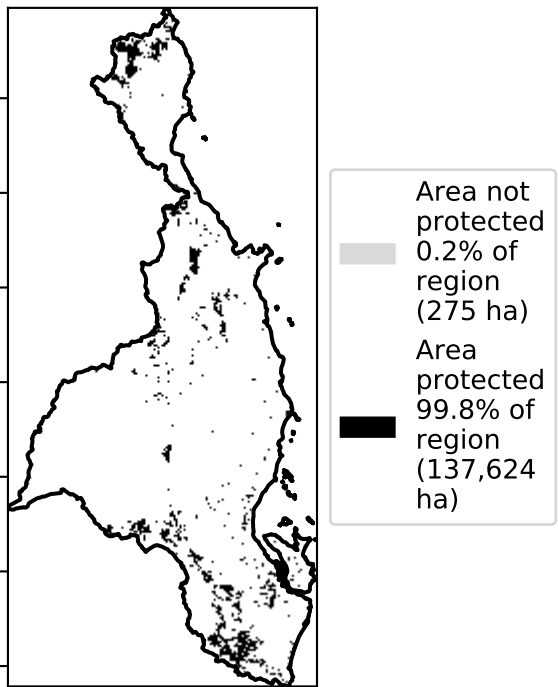 Area not
protected
0.2% of
region
(275 ha)
Area
protected
99.8% of
region
(137,624
ha)